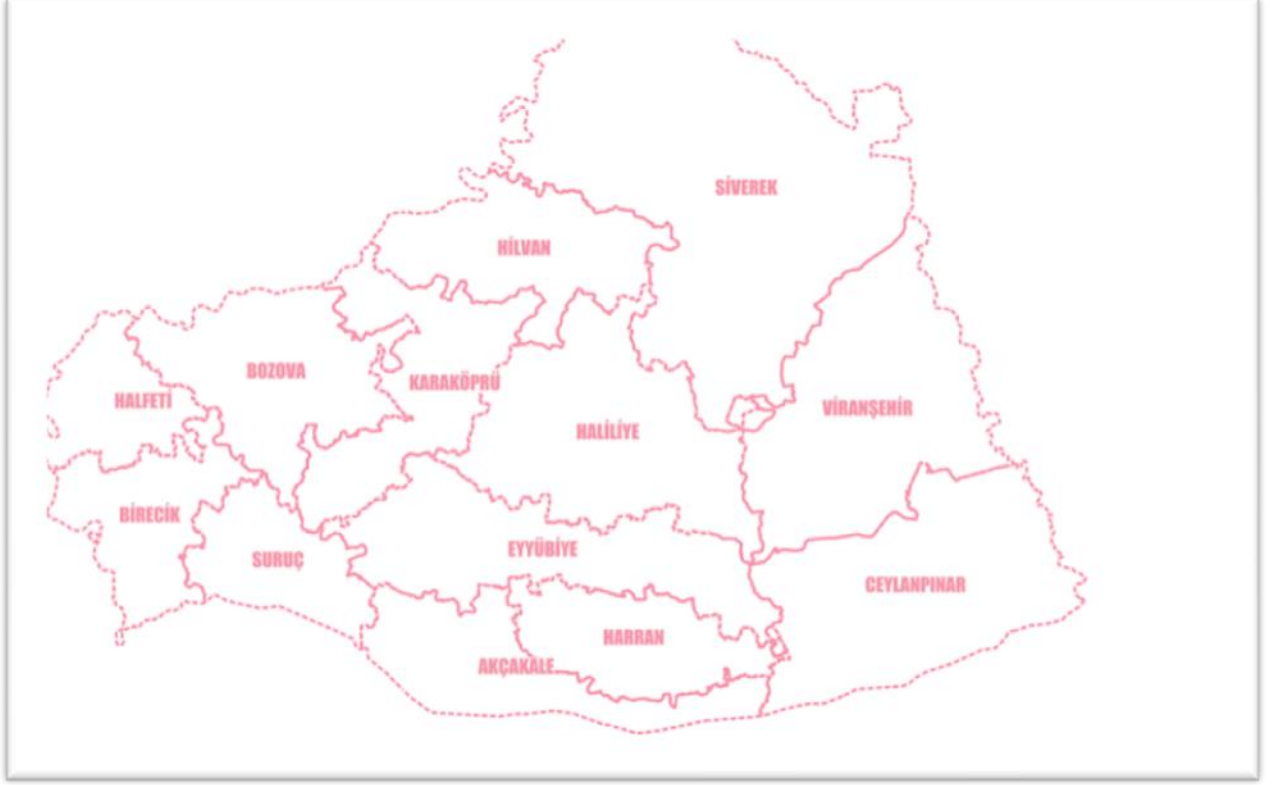 SİVEREK
HİLVAN
BOZOVA
KARAKÖPRÜ
HALFETİ
VİRANŞEHİR
HALİLİYE
BİRECİK
EYYÜBİYE
SURUÇ
CEYLANPINAR
HARRAN
AKÇAKALE